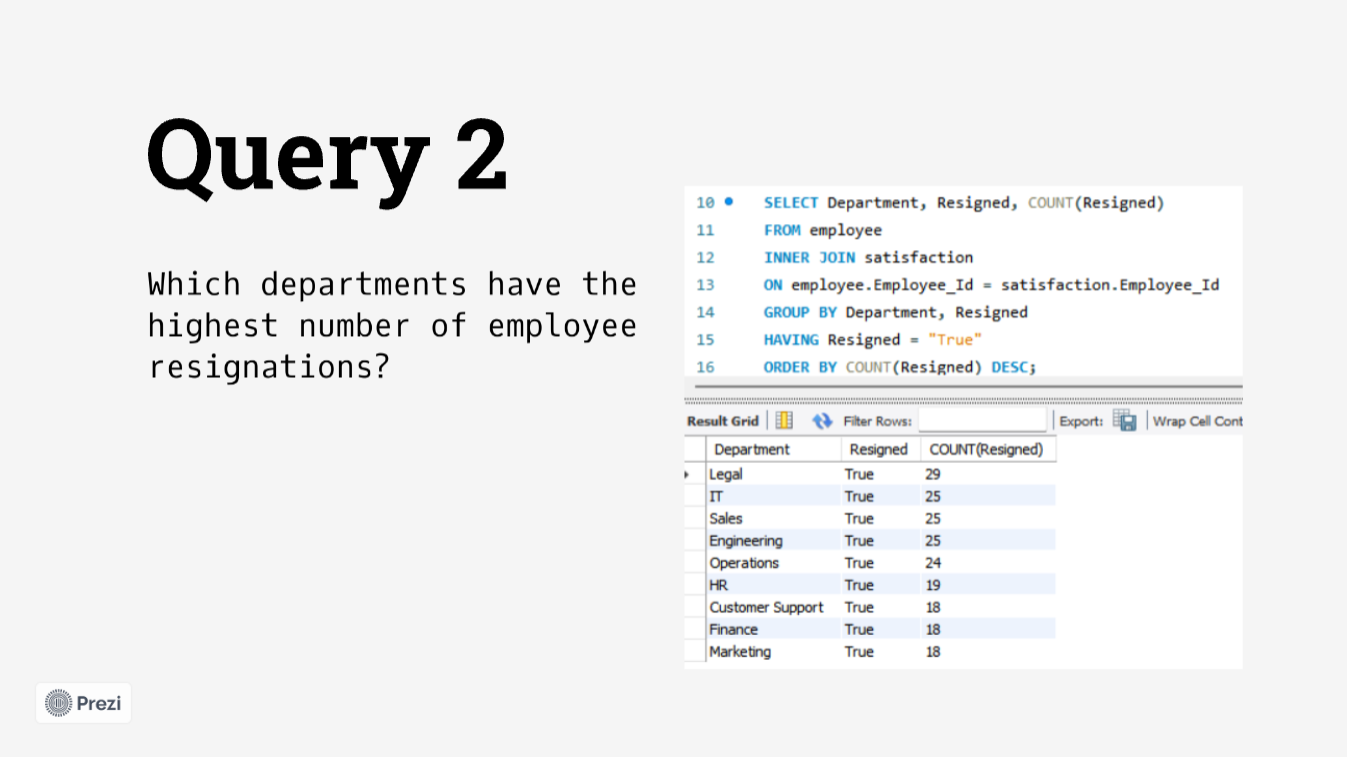 Query 2
Which departments have the
highest number of employee
resignations?
10 SELECT Department, Resigned, COUNT(Resigned)
11 FROM employee
12 INNER JOIN satisfaction
13 ON employee.Employee_Id = satisfaction.Employee_Id
14 GROUP BY Department, Resigned
15 HAVING Resigned = "True"
16 ORDER BY COUNT(Resigned) DESC;
Result Grid Filter Rows: Export: Wrap Cell Cont
Department Resigned COUNT(Resigned)
Legal True 29
IT True 25
Sales True 25
Engineering True 25
Operations True 24
HR True 19
Customer Support True 18
Finance True 18
Marketing True 18
Prezi